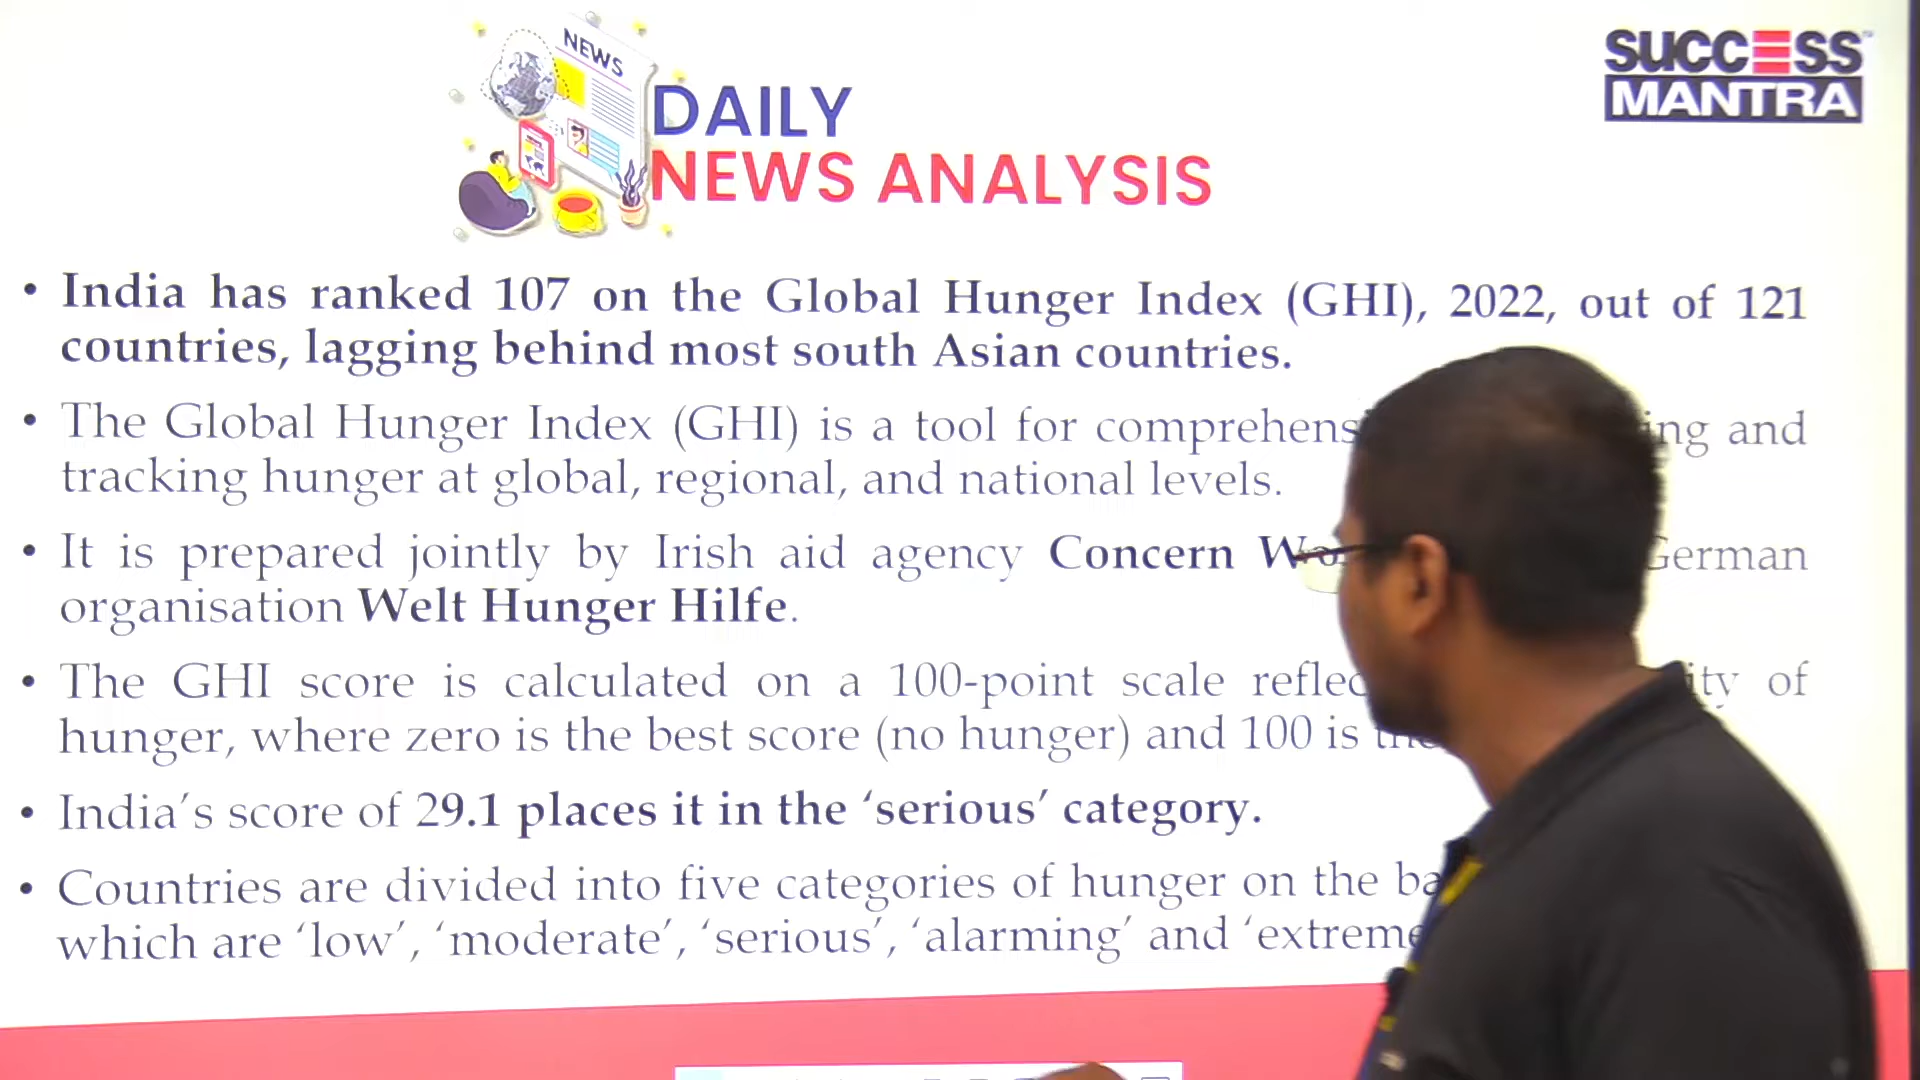 NEWS
SUCCESS
MANTRA
DAILY
NEWS ANALYSIS
• India has ranked 107 on the Global Hunger Index (GHI), 2022, out of 121
countries, lagging behind most south Asian countries.
• The Global Hunger Index (GHI) is a tool for and
tracking hunger at global, regional, and national levels.
• It is prepared jointly by Irish aid agency Concern German
organisation Welt Hunger Hilfe.
• The GHI score is calculated on a 100-point scale of
hunger, where zero is the best score (no hunger) and 100 is
• India's score of 29.1 places it in the 'serious' category.
• Countries are divided into five categories of hunger on the
which are 'low', 'moderate', 'serious', 'alarming' and